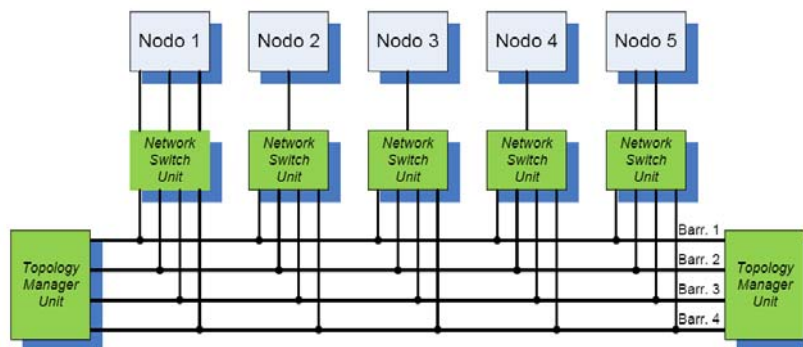 Nodo 1
Nodo 2
Nodo 3
Nodo 4
Nodo 5
Network
Switch
Unit
Network
Switch
Unit
Network
Switch
Unit
Network
Switch
Unit
Network
Switch
Unit
Topology
Manager
Unit
Barr. 1
Barr. 2
Barr. 3
Barr. 4
Topology
Manager
Unit